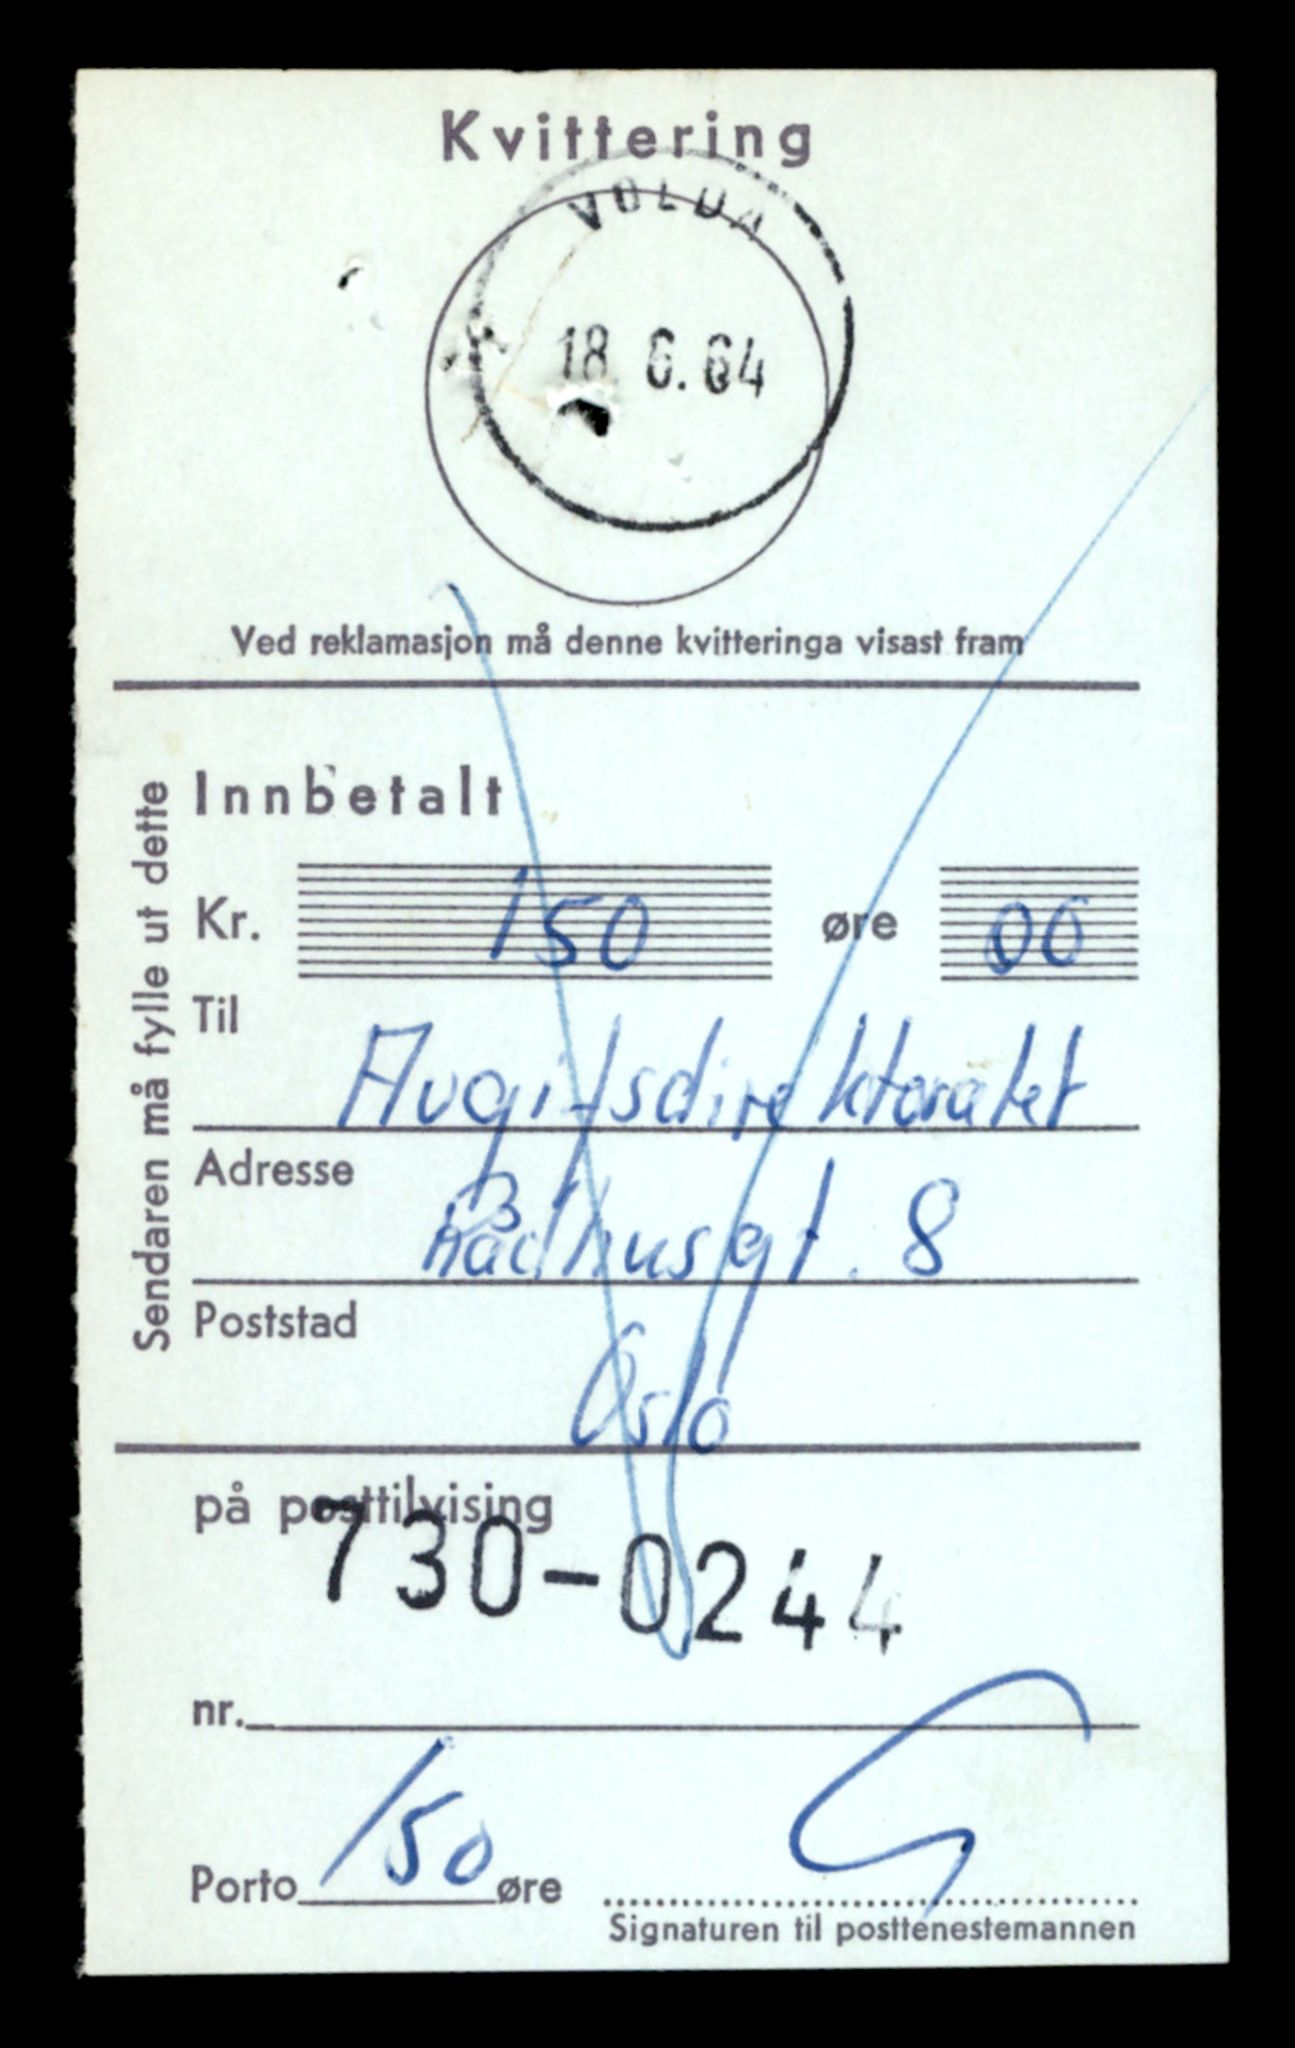 Kvittering
VOLDA
18 6.64
Ved reklamasjon må denne kvitteringa visast fram
Sendaren må fylle ut dette
Innbetalt
Kr. 150 øre 00
Til
Avgiftsdirektoratet
Adresse
Rådhusgt. 8
Poststad
Oslo
på posttilvising
730-0244
nr.
Porto 150 øre
Signaturen til posttenestemannen